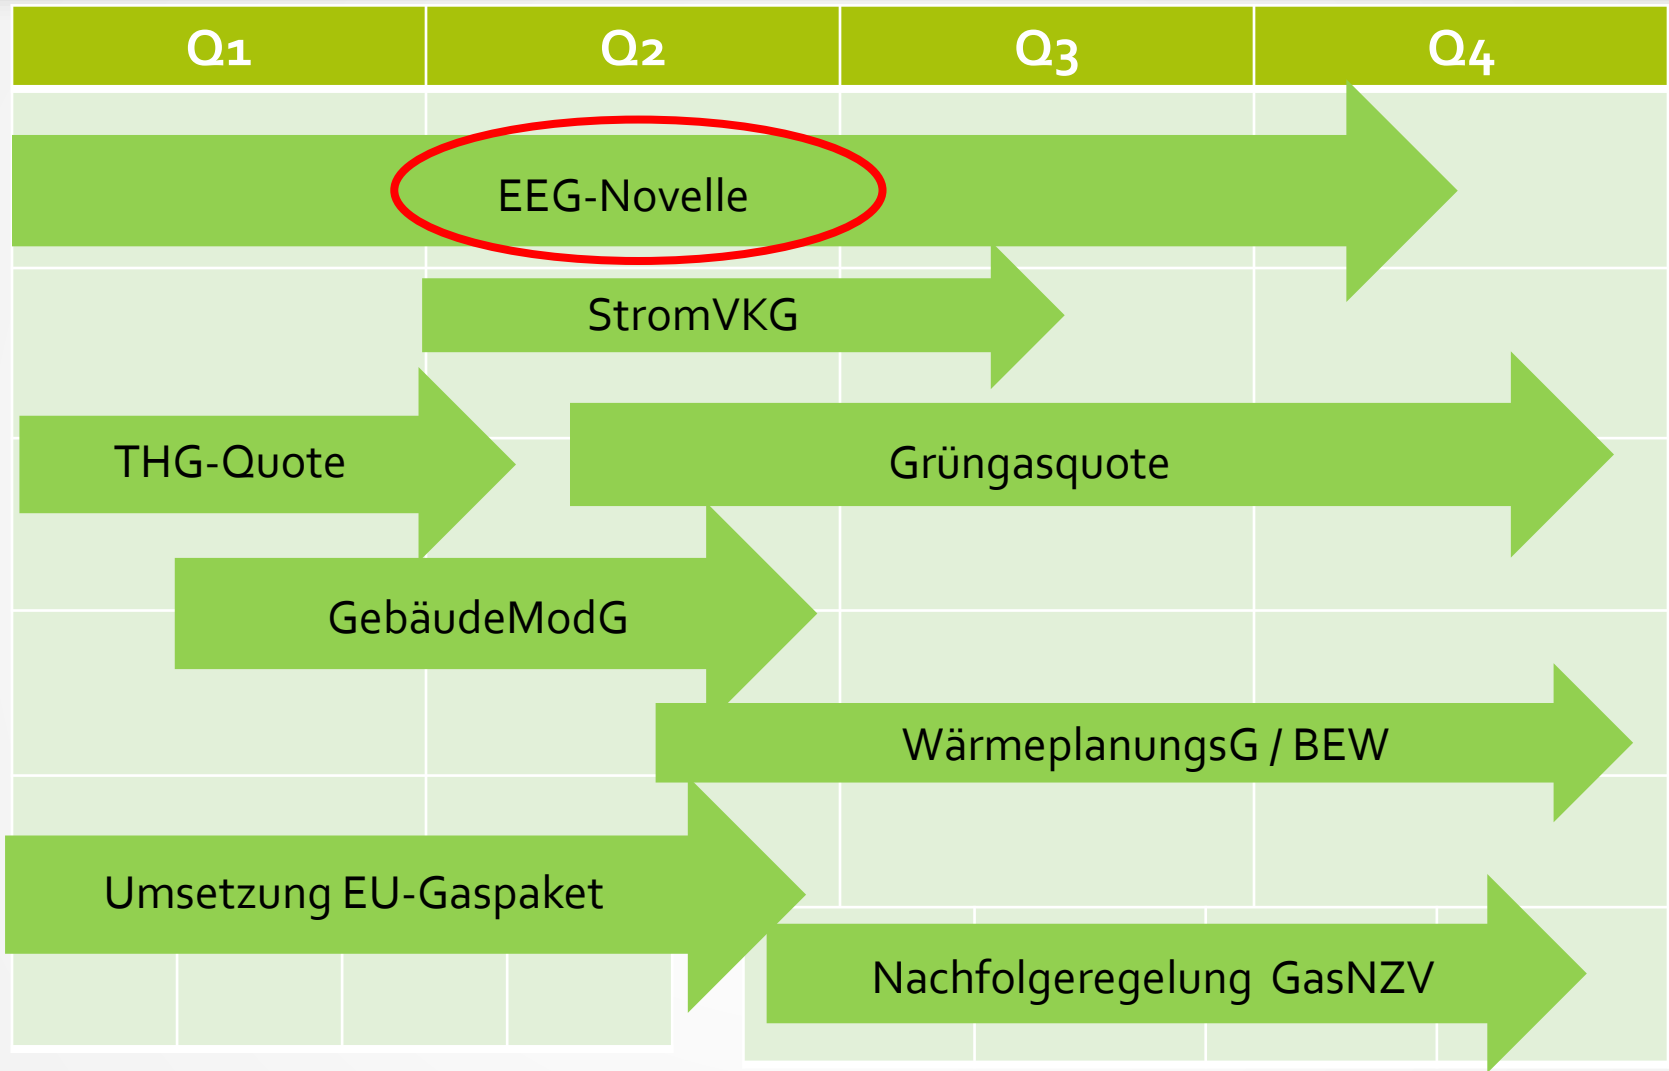 Q1 Q2 Q3 Q4
EEG-Novelle
StromVKG
THG-Quote
Grüngasquote
GebäudeModG
WärmeplanungsG / BEW
Umsetzung EU-Gaspaket
Nachfolgeregelung GasNZV